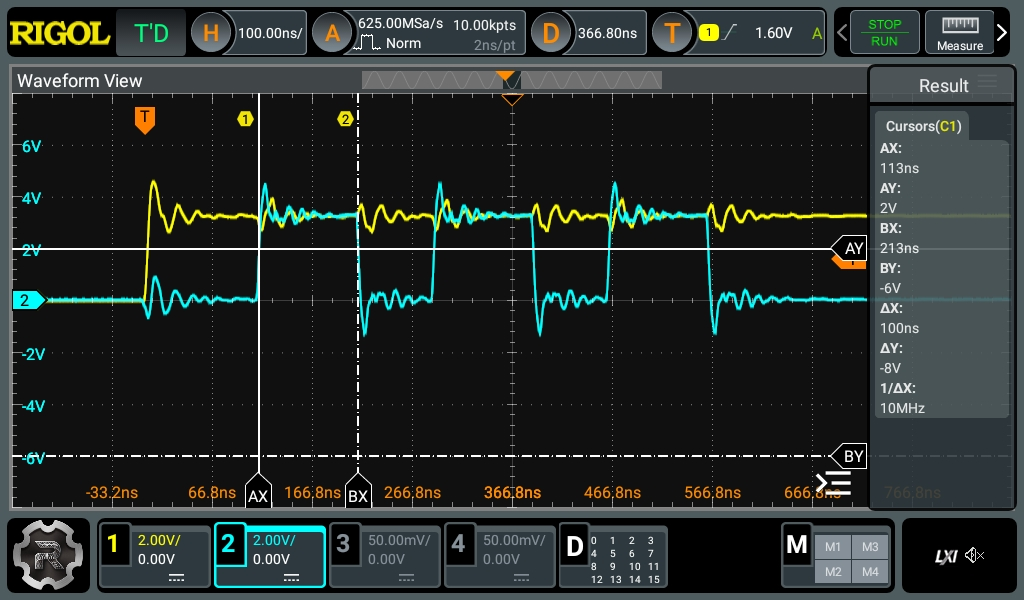 RIGOL T'D H 100.00ns/ A 625.00MSa/s 10.00kpts D 366.80ns T 1 1.60V A STOP
Norm 2ns/pt RUN Measure
Waveform View
Result
T 1 2
Cursors(C1)
6V
AX:
113ns
4V
AY:
2V
2V
AY
BX:
213ns
BY:
-6V
2
ΔX:
100ns
-2V
ΔY:
-8V
1/ΔX:
-4V
10MHz
-6V
BY
-33.2ns 66.8ns AX 166.8ns BX 266.8ns 366.8ns 466.8ns 566.8ns 666.8ns 766.8ns
1 2.00V/ 0.00V
2 2.00V/ 0.00V
3 50.00mV/ 0.00V
4 50.00mV/ 0.00V
D 0 1 2 3
4 5 6 7
8 9 10 11
12 13 14 15
M M1 M3
M2 M4
LXI